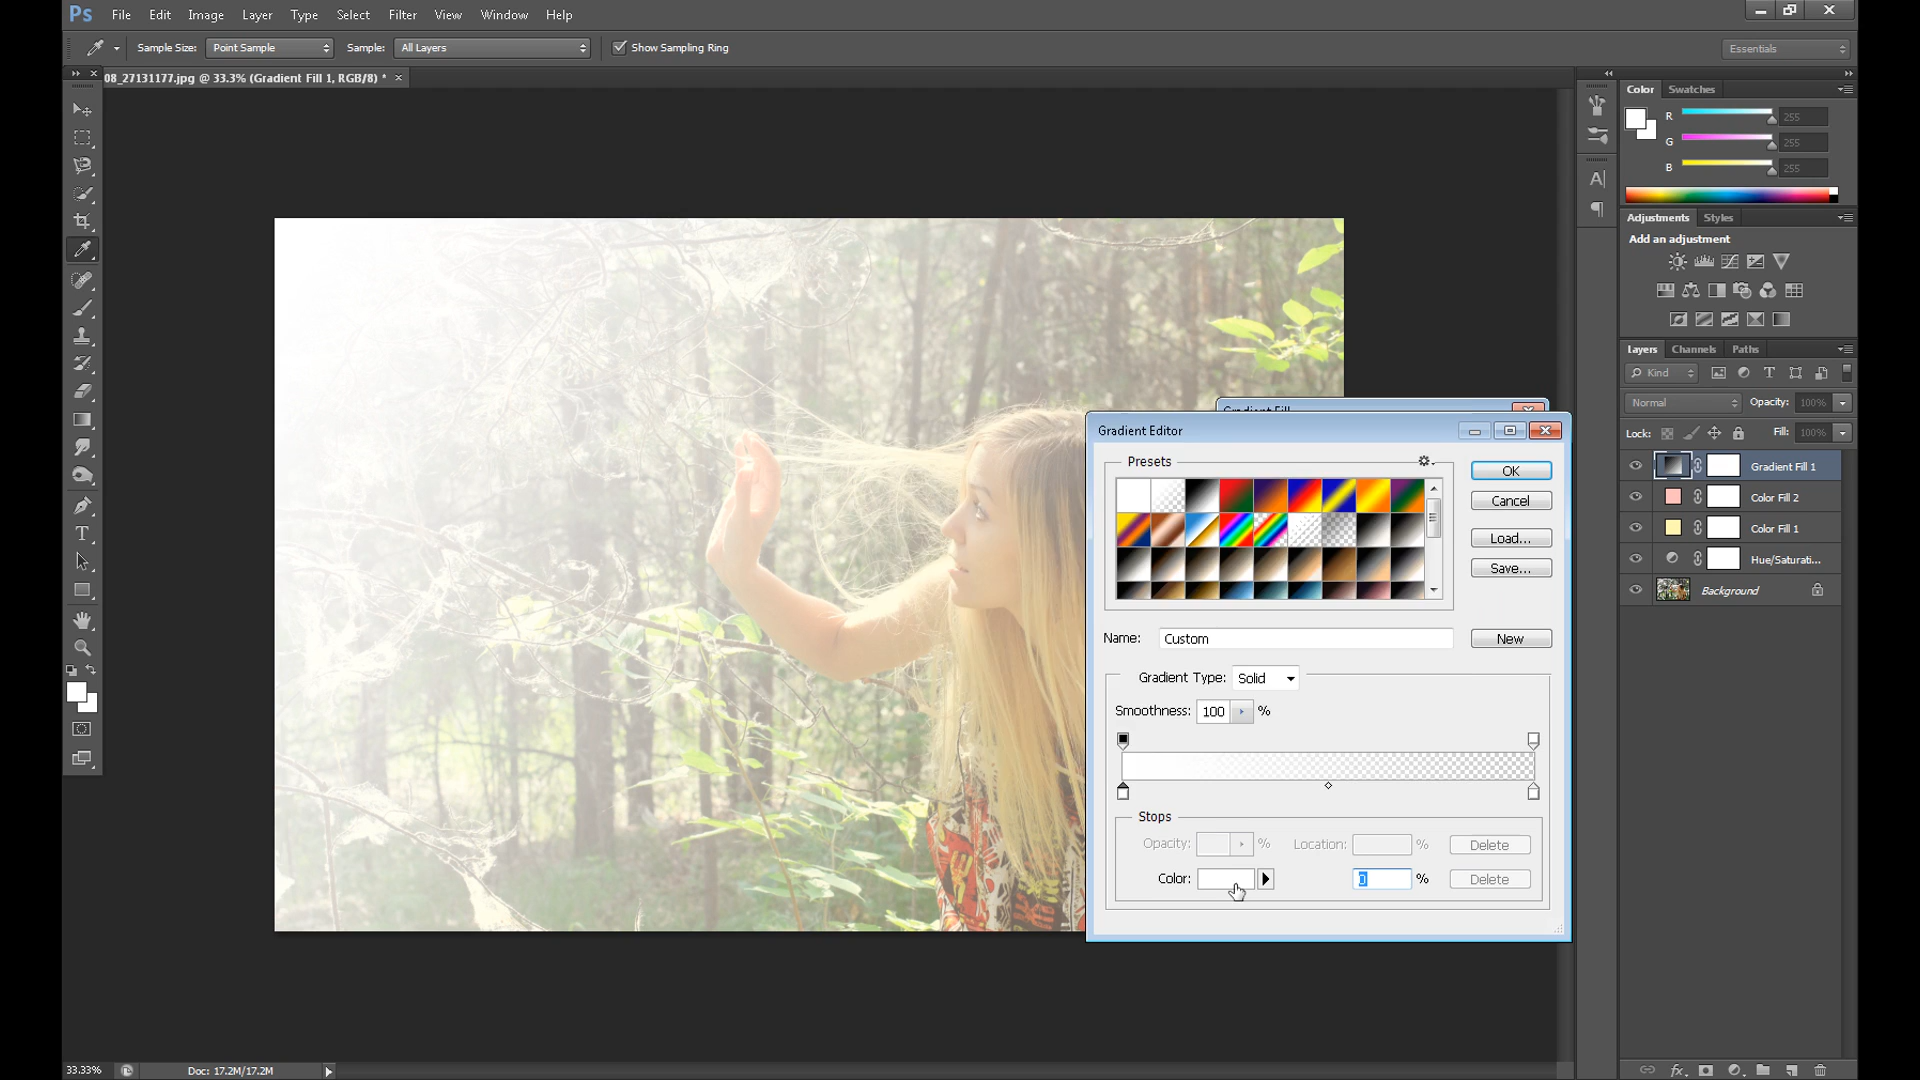 Ps File Edit Image Layer Type Select Filter View Window Help
Sample Size: Point Sample Sample: All Layers Show Sampling Ring Essentials
08_27131177.jpg @ 33.3% (Gradient Fill 1, RGB/8) *
Color Swatches
R 255
G 255
B 255
Adjustments Styles
Add an adjustment
Layers Channels Paths
Kind
Normal Opacity: 100%
Lock: Fill: 100%
Gradient Fill 1
Color Fill 2
Color Fill 1
Hue/Saturati...
Background
Gradient Fill
Gradient Editor
Presets
OK
Cancel
Load...
Save...
Name: Custom New
Gradient Type: Solid
Smoothness: 100 %
Stops
Opacity: % Location: % Delete
Color: 0 % Delete
33.33% Doc: 17.2M/17.2M